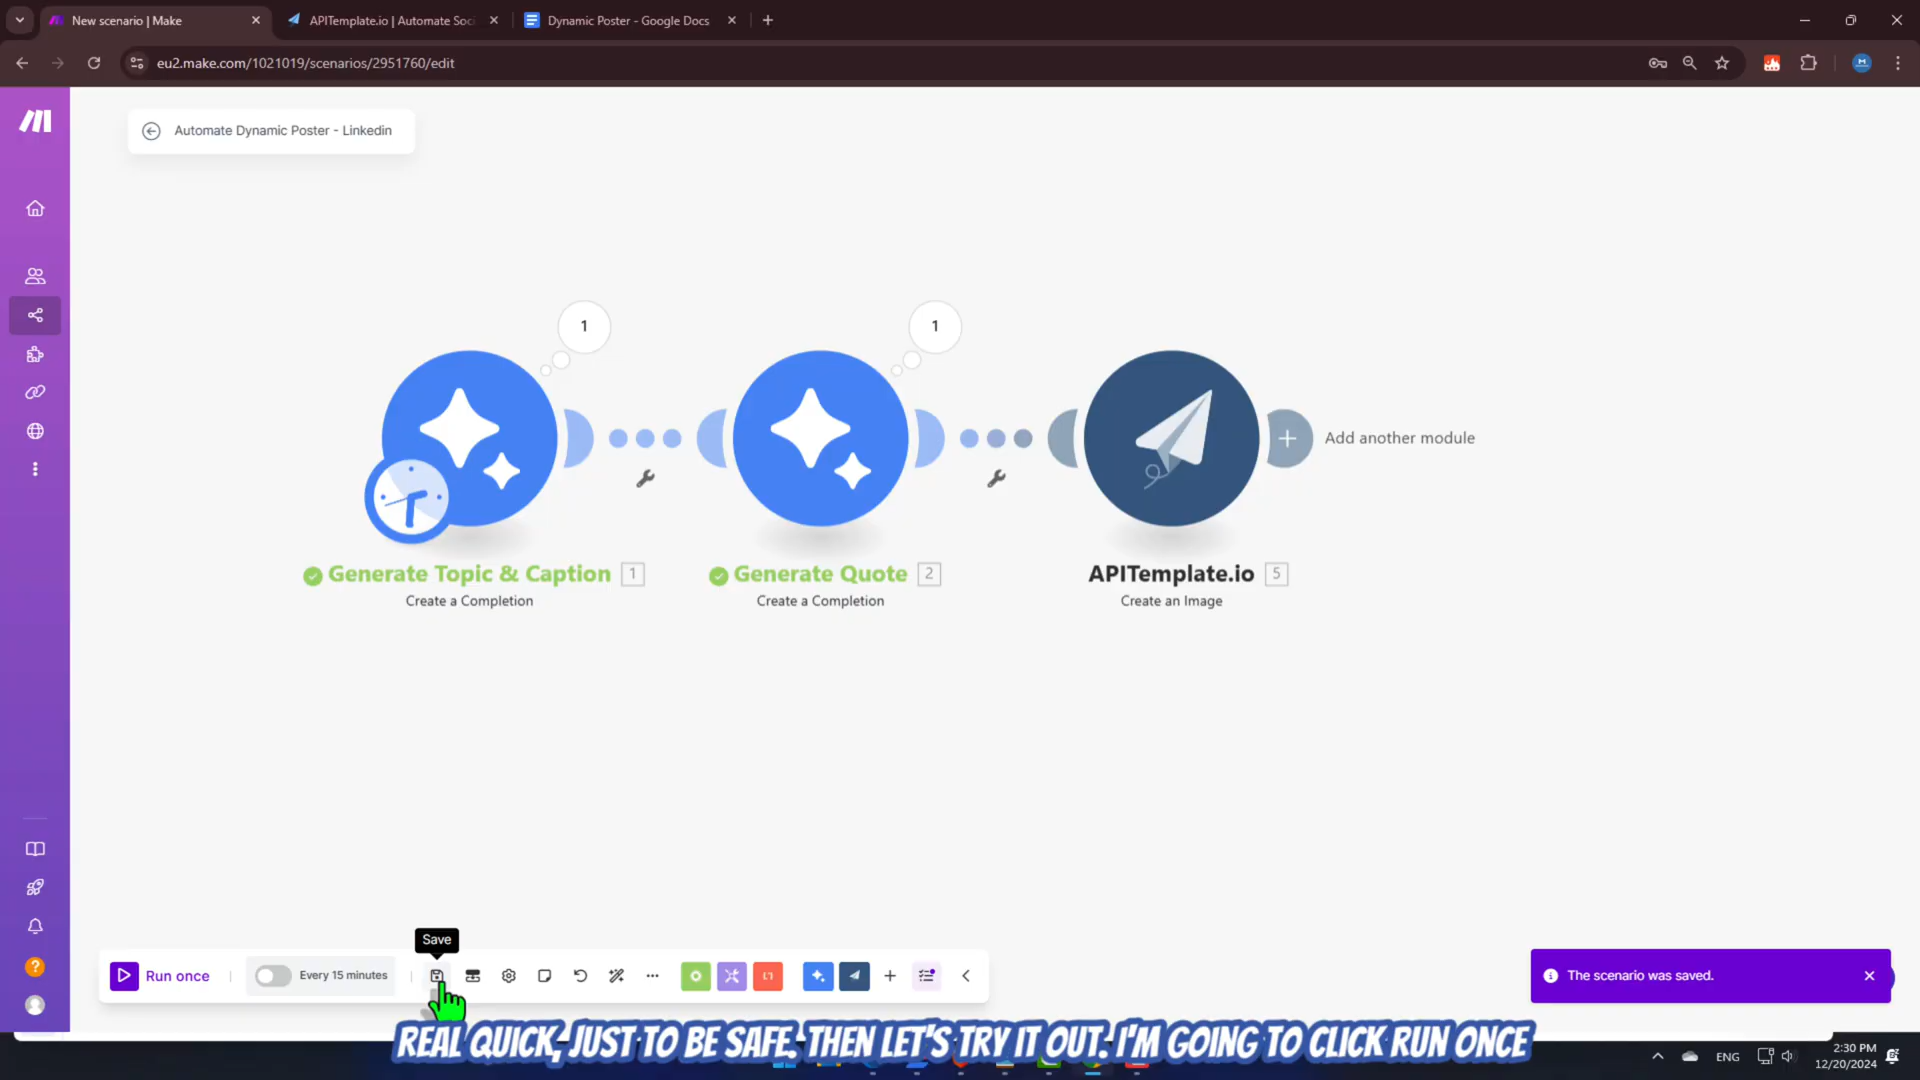 New scenario | Make
APITemplate.io | Automate Soci
Dynamic Poster - Google Docs
eu2.make.com/1021019/scenarios/2951760/edit
Automate Dynamic Poster - Linkedin
1
1
Add another module
Generate Topic & Caption 1
Create a Completion
Generate Quote 2
Create a Completion
APITemplate.io 5
Create an Image
Save
Run once
Every 15 minutes
The scenario was saved.
REAL QUICK, JUST TO BE SAFE. THEN LET'S TRY IT OUT. I'M GOING TO CLICK RUN ONCE
ENG
2:30 PM
12/20/2024